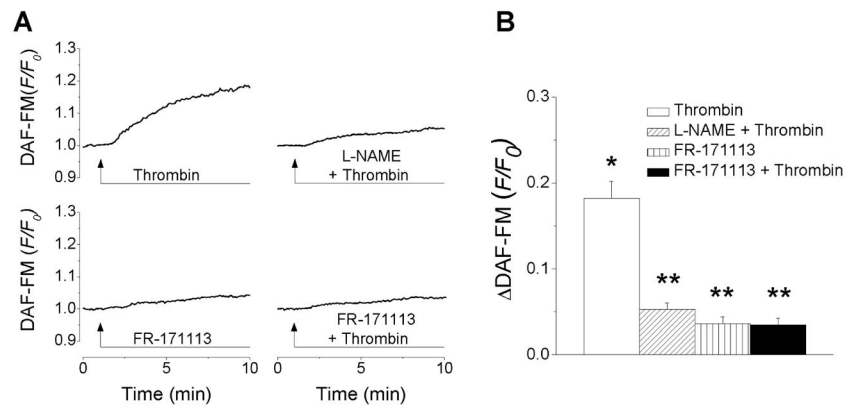 A
DAF-FM(F/F0)
1.3
1.2
1.1
1.0
0.9
Thrombin
L-NAME
+ Thrombin
DAF-FM (F/F0)
1.3
1.2
1.1
1.0
0.9
FR-171113
FR-171113
+ Thrombin
0 5 10 0 5 10
Time (min) Time (min)
B
ΔDAF-FM (F/F0)
0.3
0.2
0.1
0.0
Thrombin
L-NAME + Thrombin
FR-171113
FR-171113 + Thrombin
*
** ** **